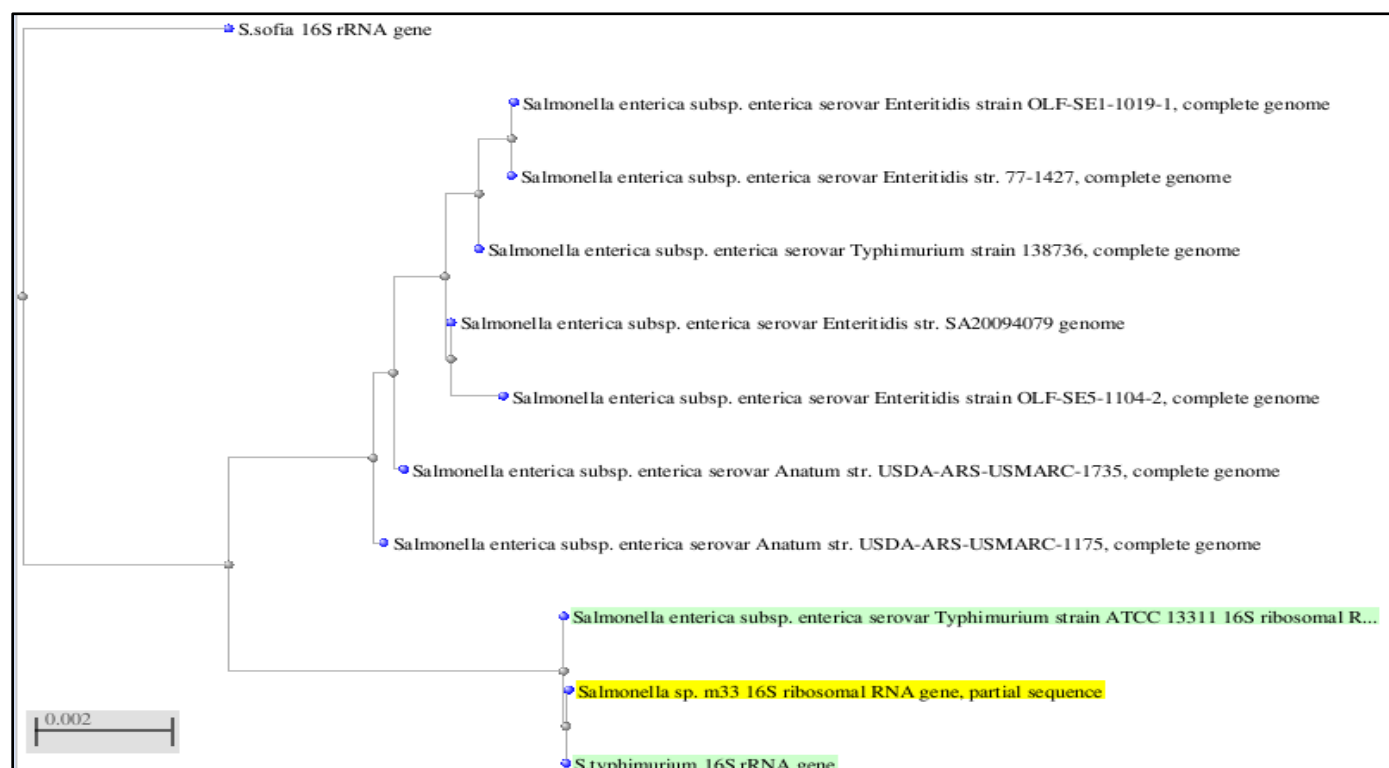 S.sofia 16S rRNA gene
Salmonella enterica subsp. enterica serovar Enteritidis strain OLF-SE1-1019-1, complete genome
Salmonella enterica subsp. enterica serovar Enteritidis str. 77-1427, complete genome
Salmonella enterica subsp. enterica serovar Typhimurium strain 138736, complete genome
Salmonella enterica subsp. enterica serovar Enteritidis str. SA20094079 genome
Salmonella enterica subsp. enterica serovar Enteritidis strain OLF-SE5-1104-2, complete genome
Salmonella enterica subsp. enterica serovar Anatum str. USDA-ARS-USMARC-1735, complete genome
Salmonella enterica subsp. enterica serovar Anatum str. USDA-ARS-USMARC-1175, complete genome
Salmonella enterica subsp. enterica serovar Typhimurium strain ATCC 13311 16S ribosomal R...
Salmonella sp. m33 16S ribosomal RNA gene, partial sequence
0.002
S.typhimurium 16S rRNA gene